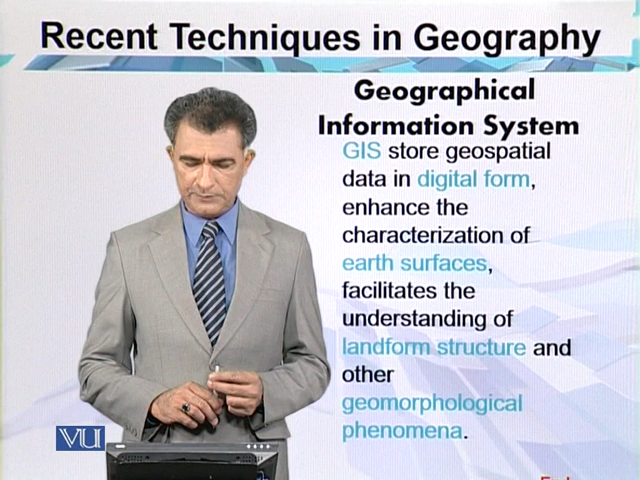 Recent Techniques in Geography
Geographical
Information System
GIS store geospatial
data in digital form,
enhance the
characterization of
earth surfaces,
facilitates the
understanding of
landform structure and
other
geomorphological
phenomena.
VU